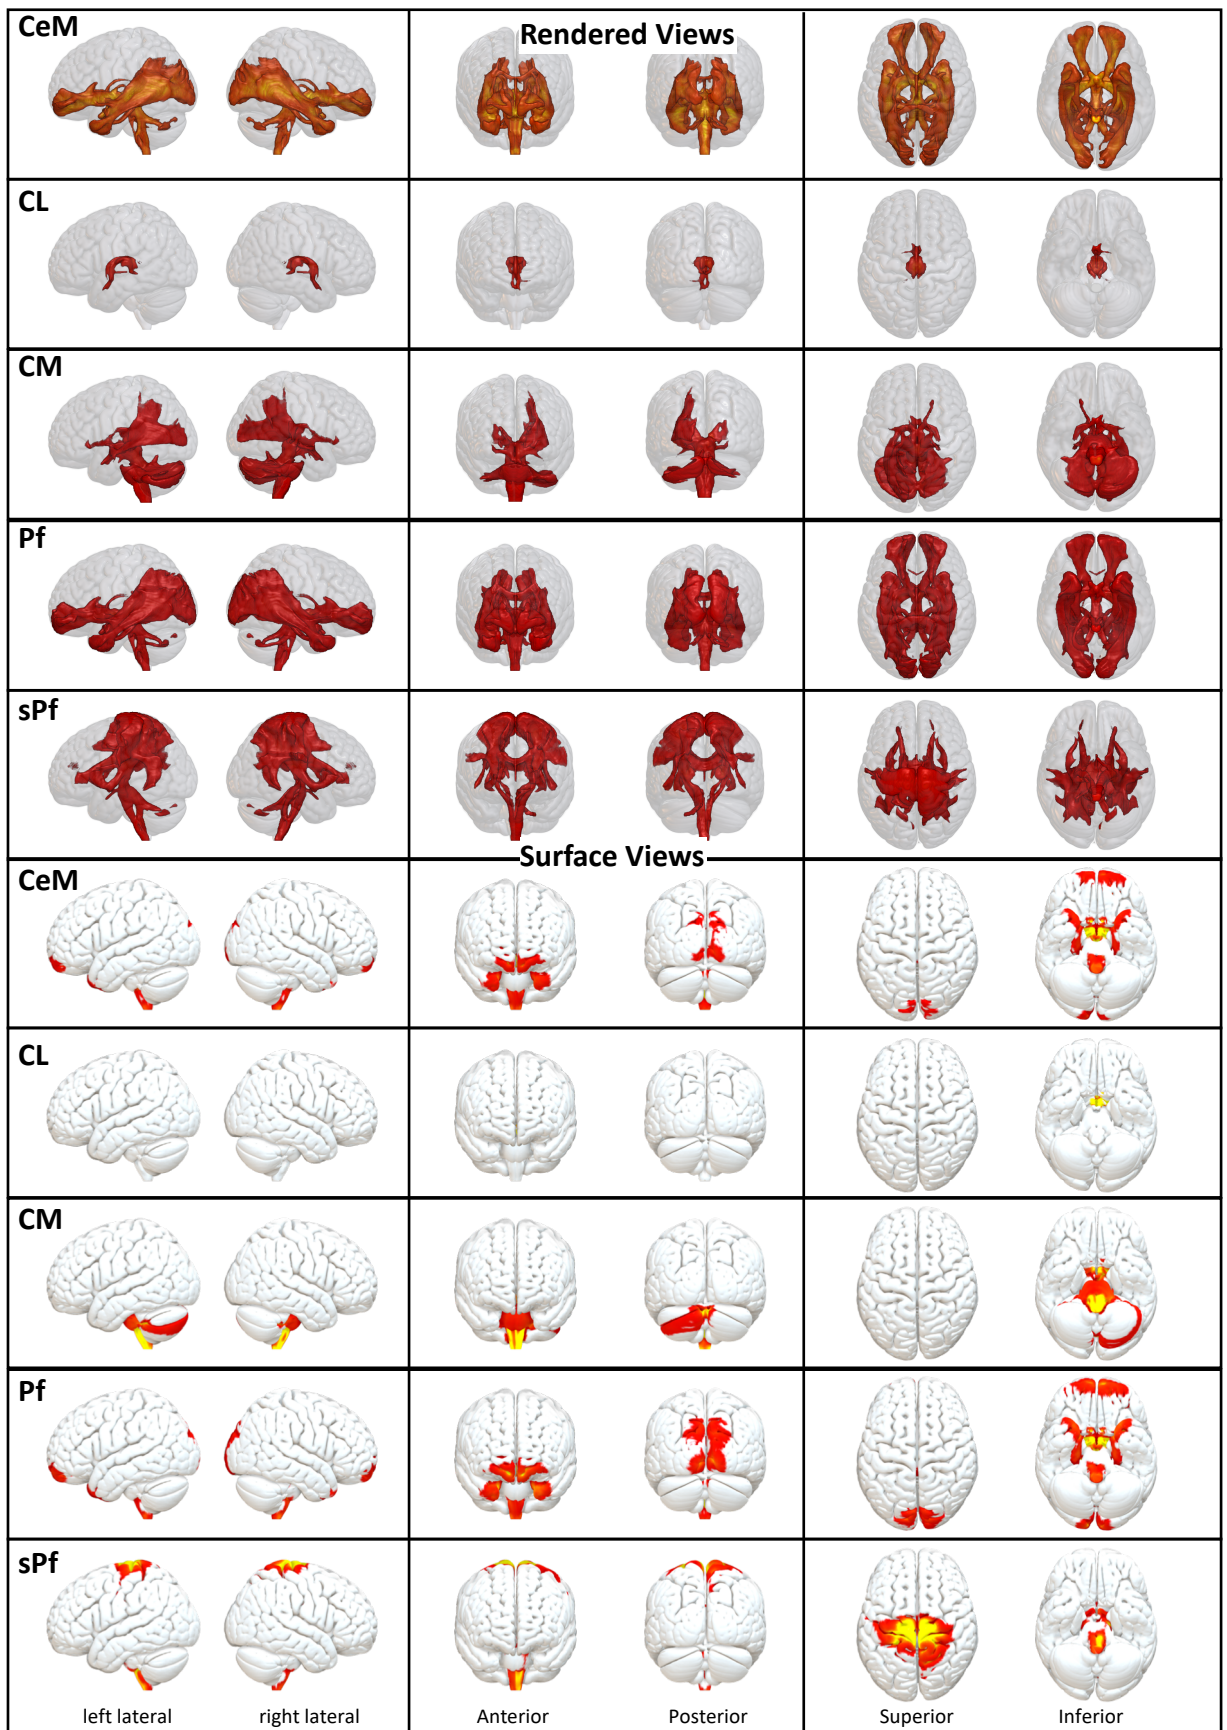 CeM
Rendered Views
CL
CM
Pf
sPf
Surface Views
CeM
CL
CM
Pf
sPf
left lateral right lateral Anterior Posterior Superior Inferior